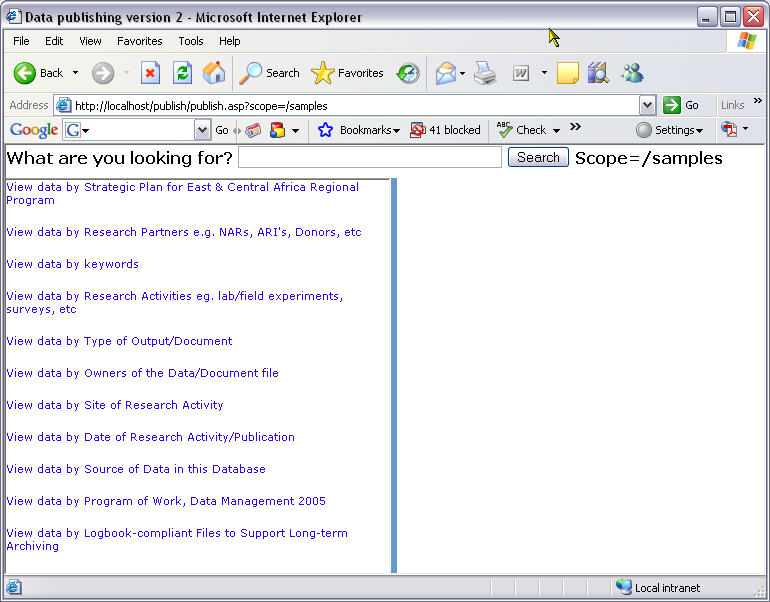 Data publishing version 2 - Microsoft Internet Explorer
File Edit View Favorites Tools Help
Back Search Favorites W
Address http://localhost/publish/publish.asp?scope=/samples Go Links »
Google G Go Bookmarks 41 blocked ABC Check » Settings
What are you looking for? Search Scope=/samples
View data by Strategic Plan for East & Central Africa Regional
Program
View data by Research Partners e.g. NARs, ARI's, Donors, etc
View data by keywords
View data by Research Activities eg. lab/field experiments,
surveys, etc
View data by Type of Output/Document
View data by Owners of the Data/Document file
View data by Site of Research Activity
View data by Date of Research Activity/Publication
View data by Source of Data in this Database
View data by Program of Work, Data Management 2005
View data by Logbook-compliant Files to Support Long-term
Archiving
Local intranet